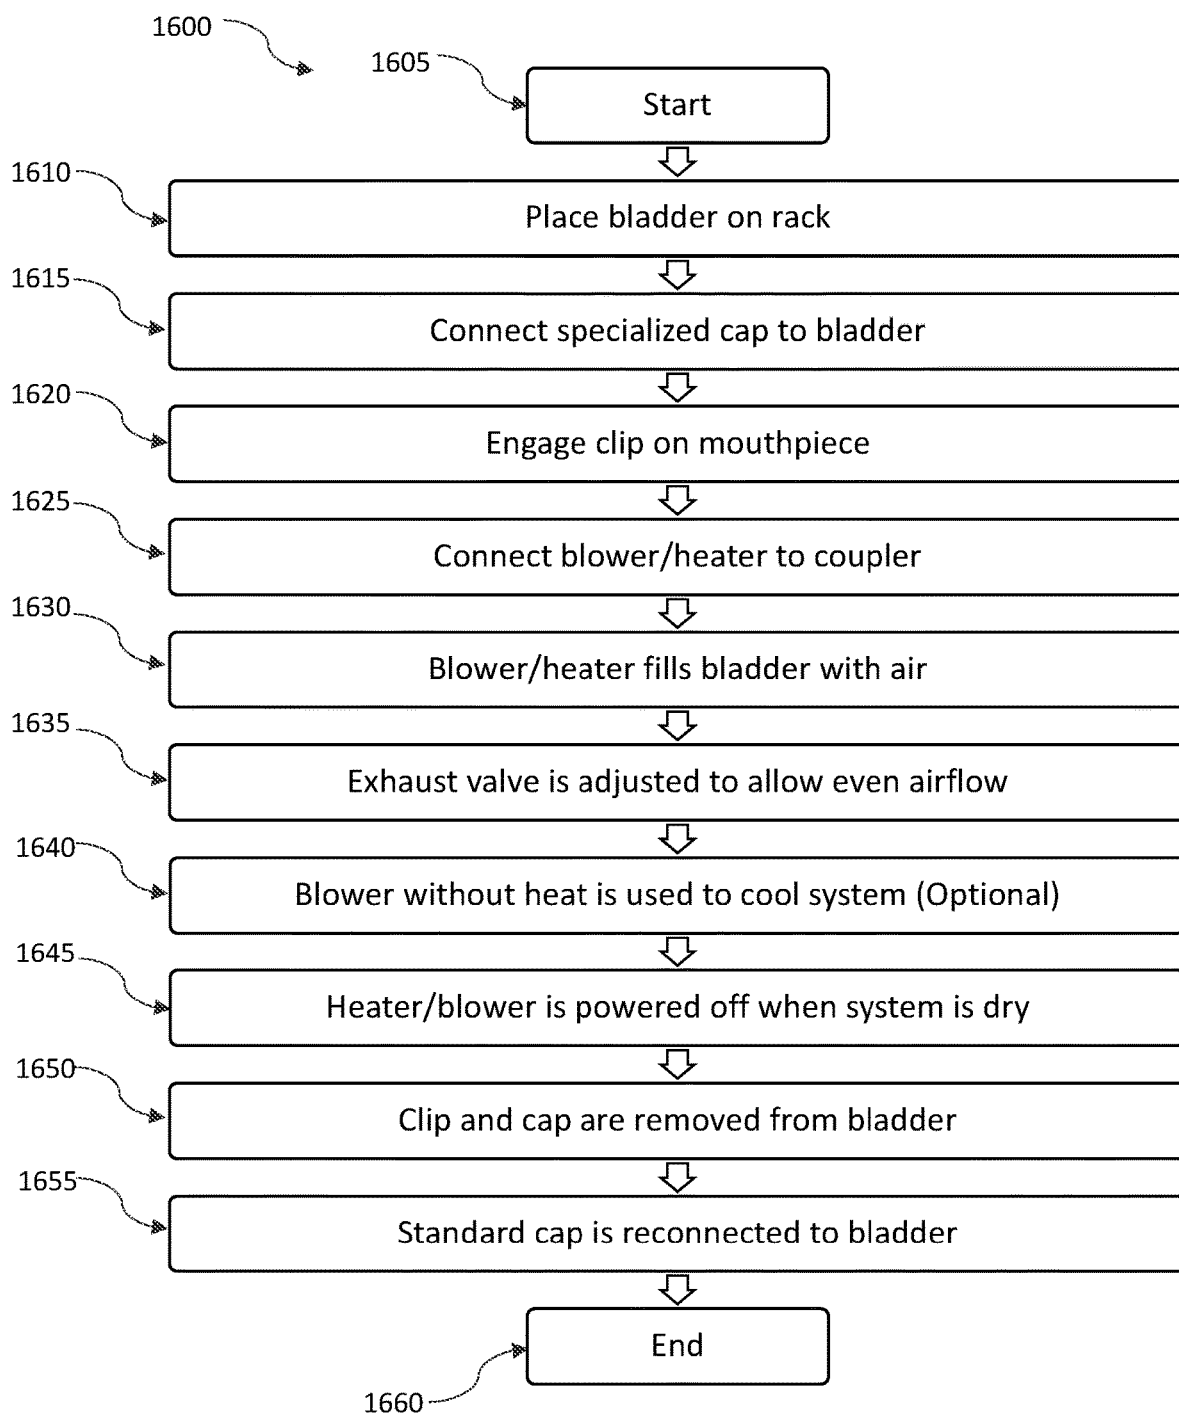 1600
1605
Start
1610
Place bladder on rack
1615
Connect specialized cap to bladder
1620
Engage clip on mouthpiece
1625
Connect blower/heater to coupler
1630
Blower/heater fills bladder with air
1635
Exhaust valve is adjusted to allow even airflow
1640
Blower without heat is used to cool system (Optional)
1645
Heater/blower is powered off when system is dry
1650
Clip and cap are removed from bladder
1655
Standard cap is reconnected to bladder
End
1660